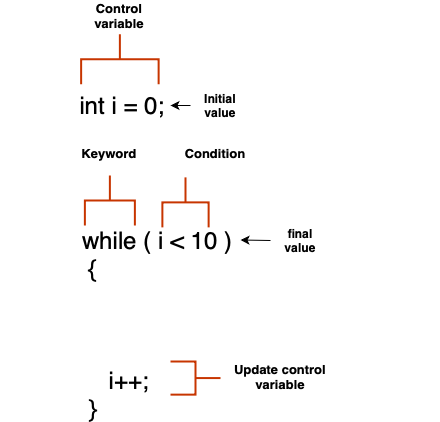 Control
variable
int i = 0;
Initial
value
Keyword
Condition
while ( i < 10 )
final
value
{
i++;
Update control
variable
}